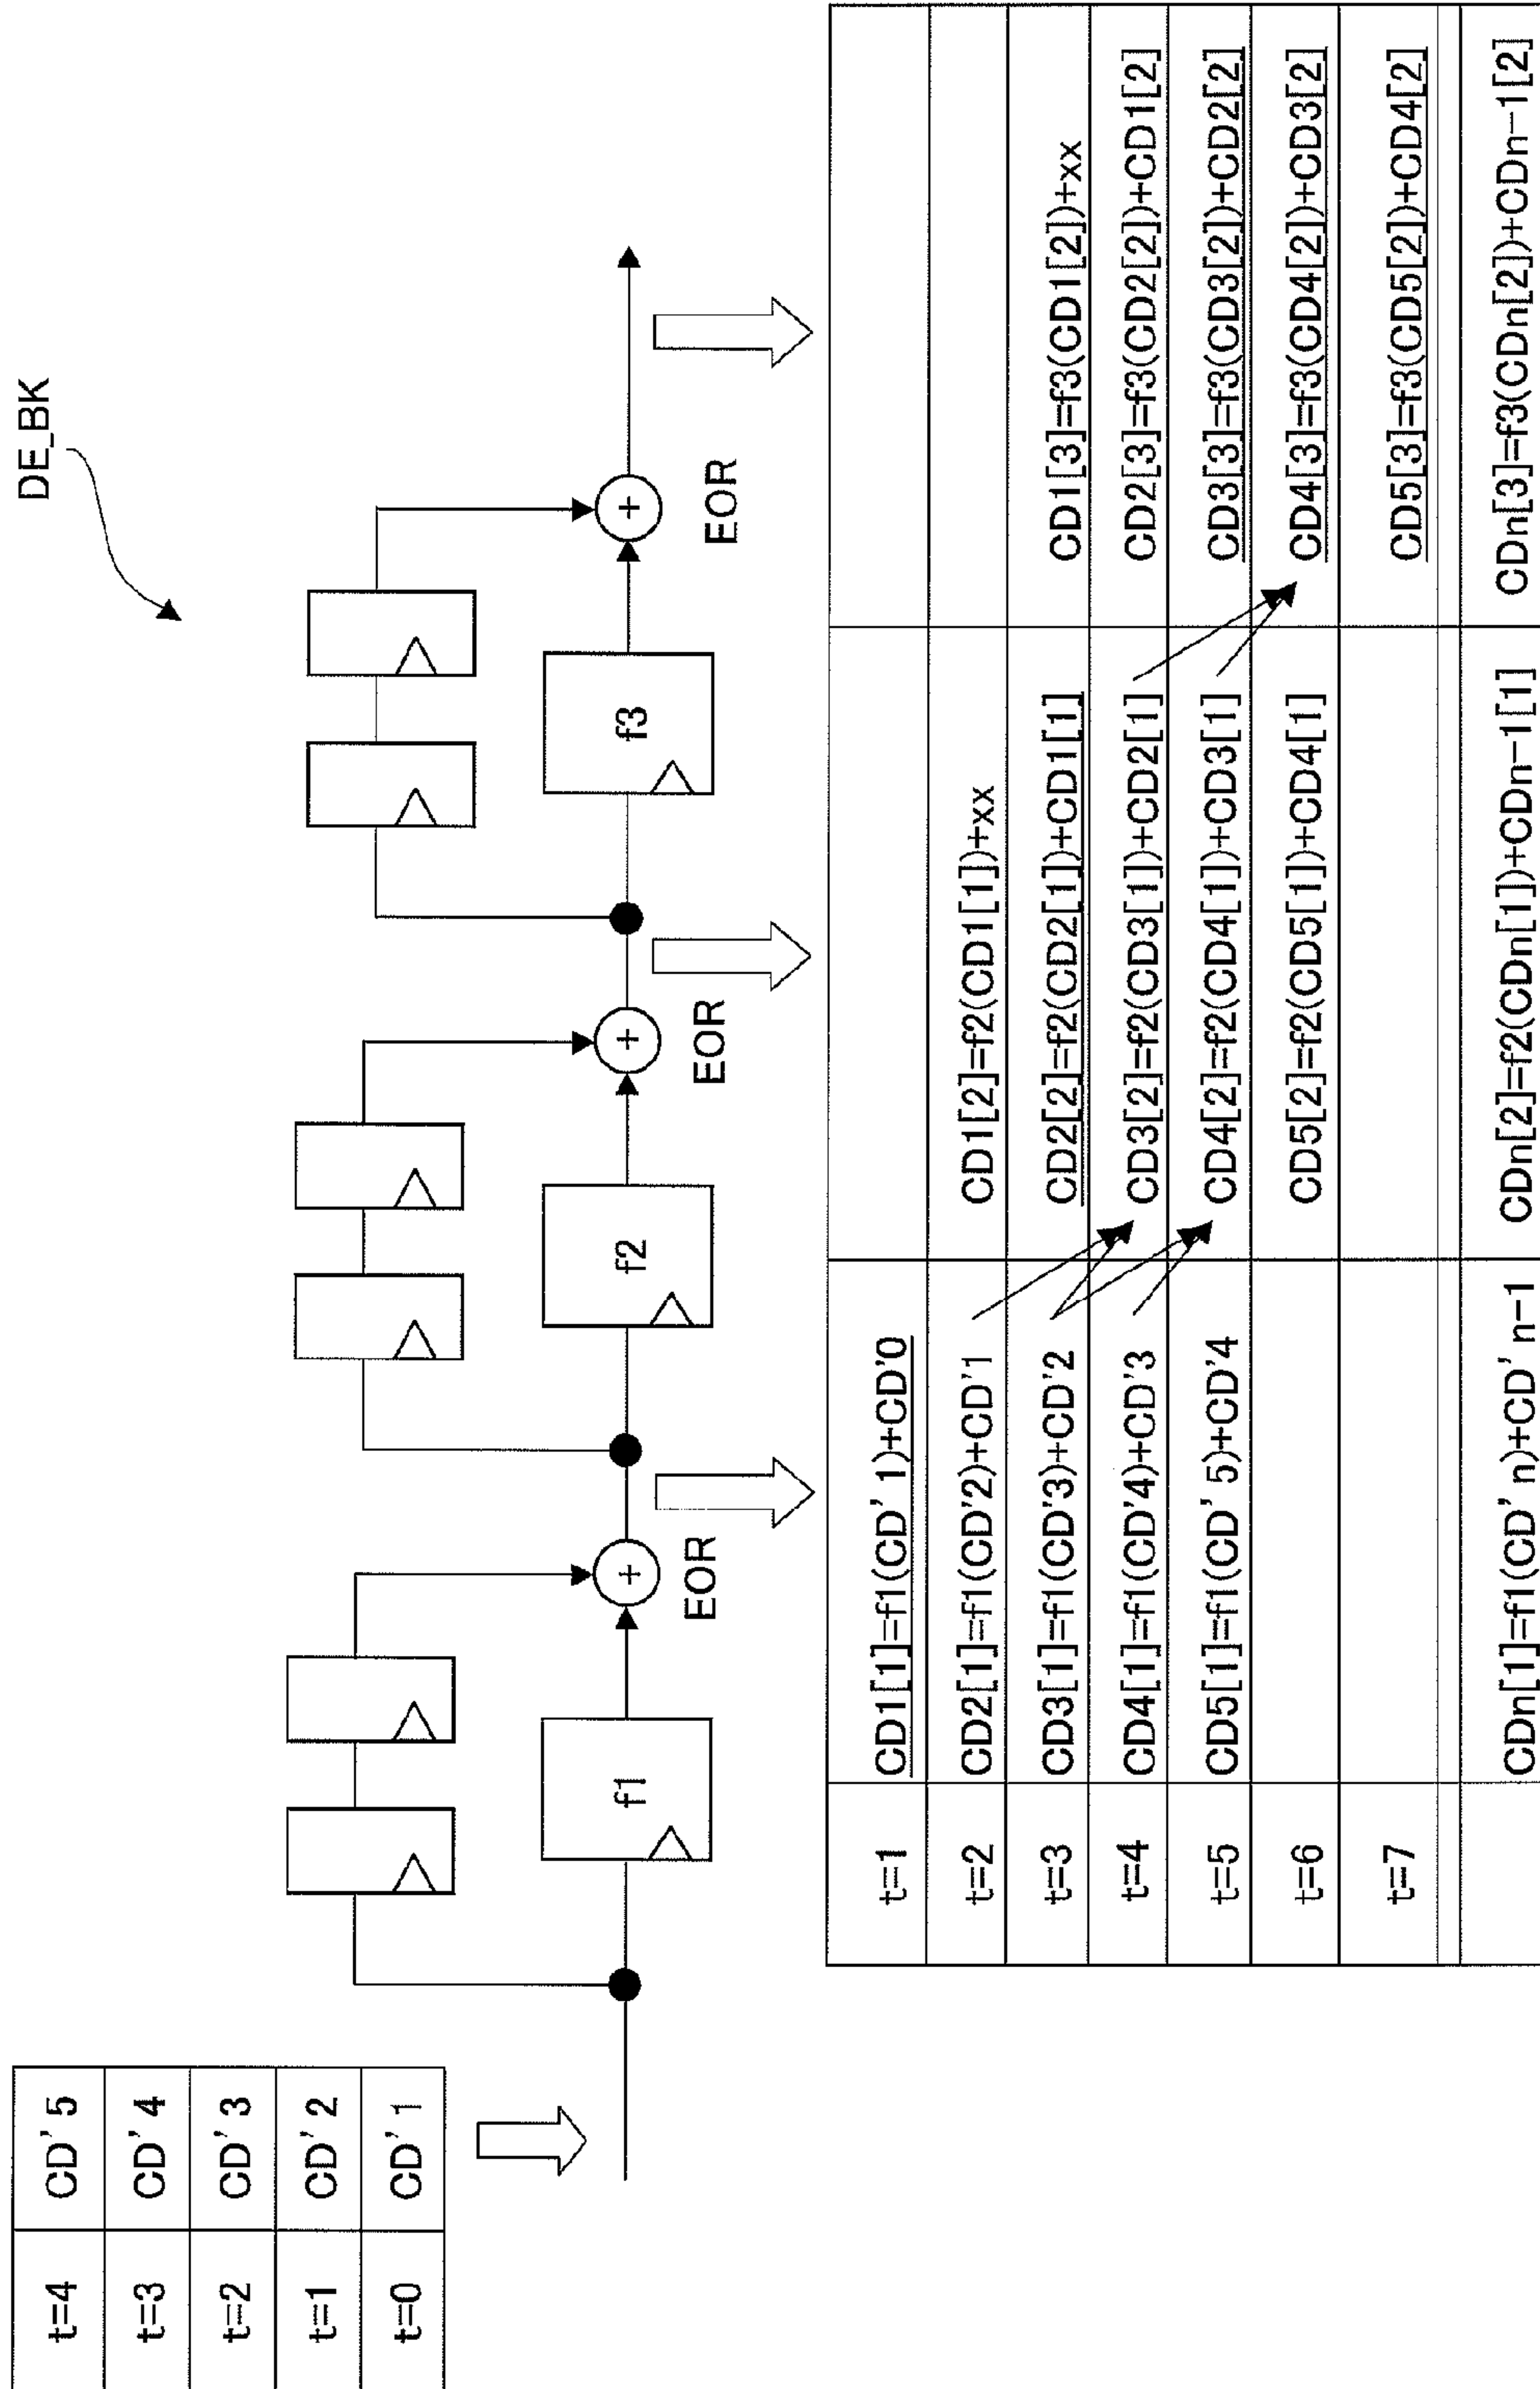 DE_BK
t=4 CD'5
t=3 CD'4
t=2 CD'3
t=1 CD'2
t=0 CD'1
f1
EOR
f2
EOR
f3
EOR
t=1 CD1[1]=f1(CD'1)+CD'0
t=2 CD2[1]=f1(CD'2)+CD'1 CD1[2]=f2(CD1[1])+xx
t=3 CD3[1]=f1(CD'3)+CD'2 CD2[2]=f2(CD2[1])+CD1[1] CD1[3]=f3(CD1[2])+xx
t=4 CD4[1]=f1(CD'4)+CD'3 CD3[2]=f2(CD3[1])+CD2[1] CD2[3]=f3(CD2[2])+CD1[2]
t=5 CD5[1]=f1(CD'5)+CD'4 CD4[2]=f2(CD4[1])+CD3[1] CD3[3]=f3(CD3[2])+CD2[2]
t=6 CD5[2]=f2(CD5[1])+CD4[1] CD4[3]=f3(CD4[2])+CD3[2]
t=7 CD5[3]=f3(CD5[2])+CD4[2]
CDn[1]=f1(CD'n)+CD'n-1 CDn[2]=f2(CDn[1])+CDn-1[1] CDn[3]=f3(CDn[2])+CDn-1[2]